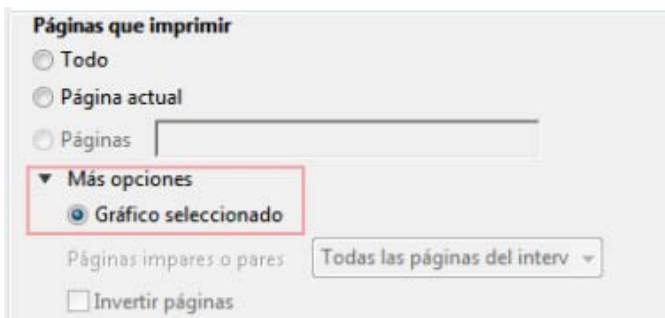 Páginas que imprimir
Todo
Página actual
Páginas
Más opciones
Gráfico seleccionado
Páginas impares o pares Todas las páginas del interv
Invertir páginas